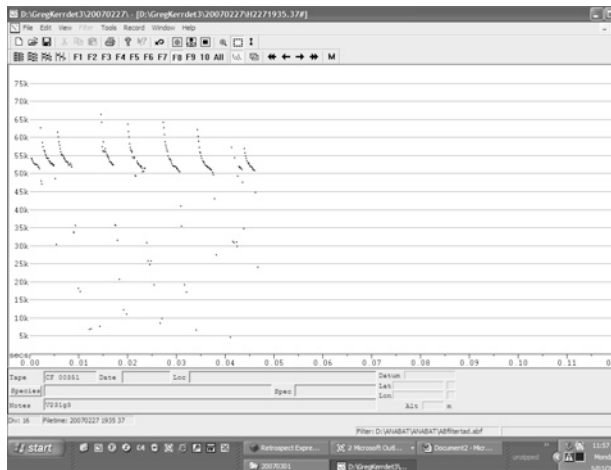 D:\GregKerrdet3\20070227\ - [D:\GregKerrdet3\20070227\H2271935.37#]
File Edit View Filter Tools Record Window Help
F1 F2 F3 F4 F5 F6 F7 F8 F9 10 All M
75k
70k
65k
60k
55k
50k
45k
40k
35k
30k
25k
20k
15k
10k
5k
secs 0.00 0.01 0.02 0.03 0.04 0.05 0.06 0.07 0.08 0.09 0.10 0.11
Tape CF 00951 Date Loc Datum
Species Spec Lat
Lon
Notes Alt m
Div: 16 Filetime: 20070227 1935 37 Filter: D:\ANABAT\ANABAT\ABfiltertad.abf
start Retrospect Expre... 2 Microsoft Outl... Document2 - Micr... 11:57
unzipped
20070301 D:\GregKerrdet3\20...